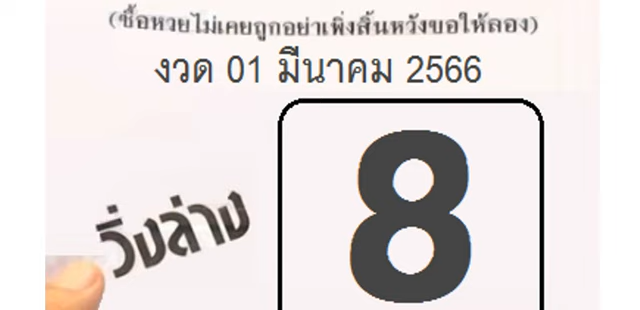 (ซื้อหวยไม่เคยถูกอย่าเพิ่งสิ้นหวังขอให้ลอง)
งวด 01 มีนาคม 2566
วิ่งล่าง
8